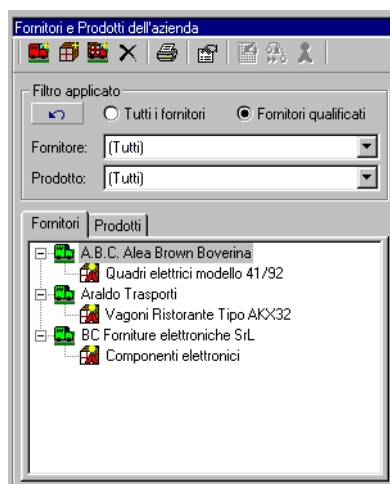 Fornitori e Prodotti dell'azienda
Filtro applicato
Tutti i fornitori Fornitori qualificati
Fornitore: (Tutti)
Prodotto: (Tutti)
Fornitori Prodotti
A.B.C. Alea Brown Boverina
Quadri elettrici modello 41/92
Araldo Trasporti
Vagoni Ristorante Tipo AKX32
BC Forniture elettroniche SrL
Componenti elettronici